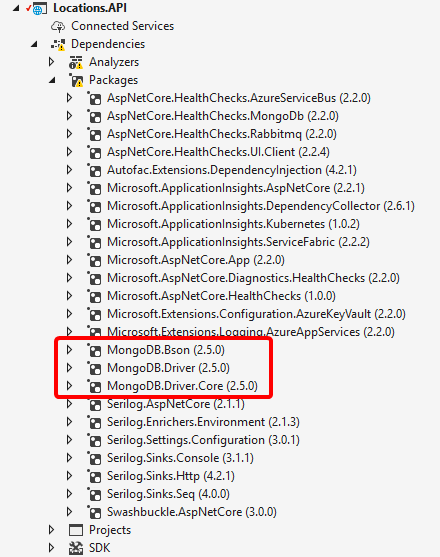 Locations.API
Connected Services
Dependencies
Analyzers
Packages
AspNetCore.HealthChecks.AzureServiceBus (2.2.0)
AspNetCore.HealthChecks.MongoDb (2.2.0)
AspNetCore.HealthChecks.Rabbitmq (2.2.0)
AspNetCore.HealthChecks.UI.Client (2.2.4)
Autofac.Extensions.DependencyInjection (4.2.1)
Microsoft.ApplicationInsights.AspNetCore (2.2.1)
Microsoft.ApplicationInsights.DependencyCollector (2.6.1)
Microsoft.ApplicationInsights.Kubernetes (1.0.2)
Microsoft.ApplicationInsights.ServiceFabric (2.2.2)
Microsoft.AspNetCore.App (2.2.0)
Microsoft.AspNetCore.Diagnostics.HealthChecks (2.2.0)
Microsoft.AspNetCore.HealthChecks (1.0.0)
Microsoft.Extensions.Configuration.AzureKeyVault (2.2.0)
Microsoft.Extensions.Logging.AzureAppServices (2.2.0)
MongoDB.Bson (2.5.0)
MongoDB.Driver (2.5.0)
MongoDB.Driver.Core (2.5.0)
Serilog.AspNetCore (2.1.1)
Serilog.Enrichers.Environment (2.1.3)
Serilog.Settings.Configuration (3.0.1)
Serilog.Sinks.Console (3.1.1)
Serilog.Sinks.Http (4.2.1)
Serilog.Sinks.Seq (4.0.0)
Swashbuckle.AspNetCore (3.0.0)
Projects
SDK